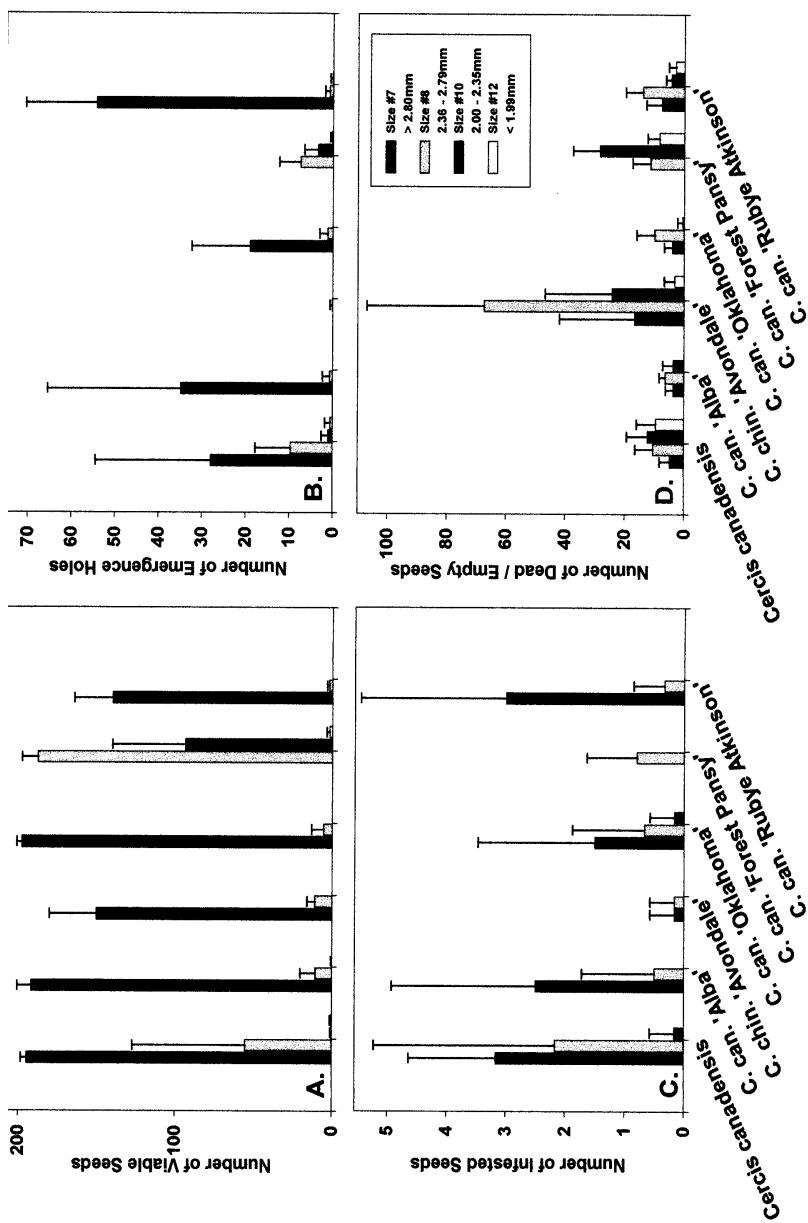 A.
Number of Viable Seeds
200
100
0
B.
Number of Emergence Holes
70
60
50
40
30
20
10
0
C.
Number of Infested Seeds
5
4
3
2
1
0
Cercis canadensis
C. can. 'Alba'
C. chin. 'Avondale'
C. can. 'Oklahoma'
C. can. 'Forest Pansy'
C. can. 'Rubye Atkinson'
D.
Number of Dead / Empty Seeds
100
80
60
40
20
0
Size #7
> 2.80mm
Size #8
2.36 - 2.79mm
Size #10
2.00 - 2.35mm
Size #12
< 1.99mm
Cercis canadensis
C. can. 'Alba'
C. chin. 'Avondale'
C. can. 'Oklahoma'
C. can. 'Forest Pansy'
C. can. 'Rubye Atkinson'